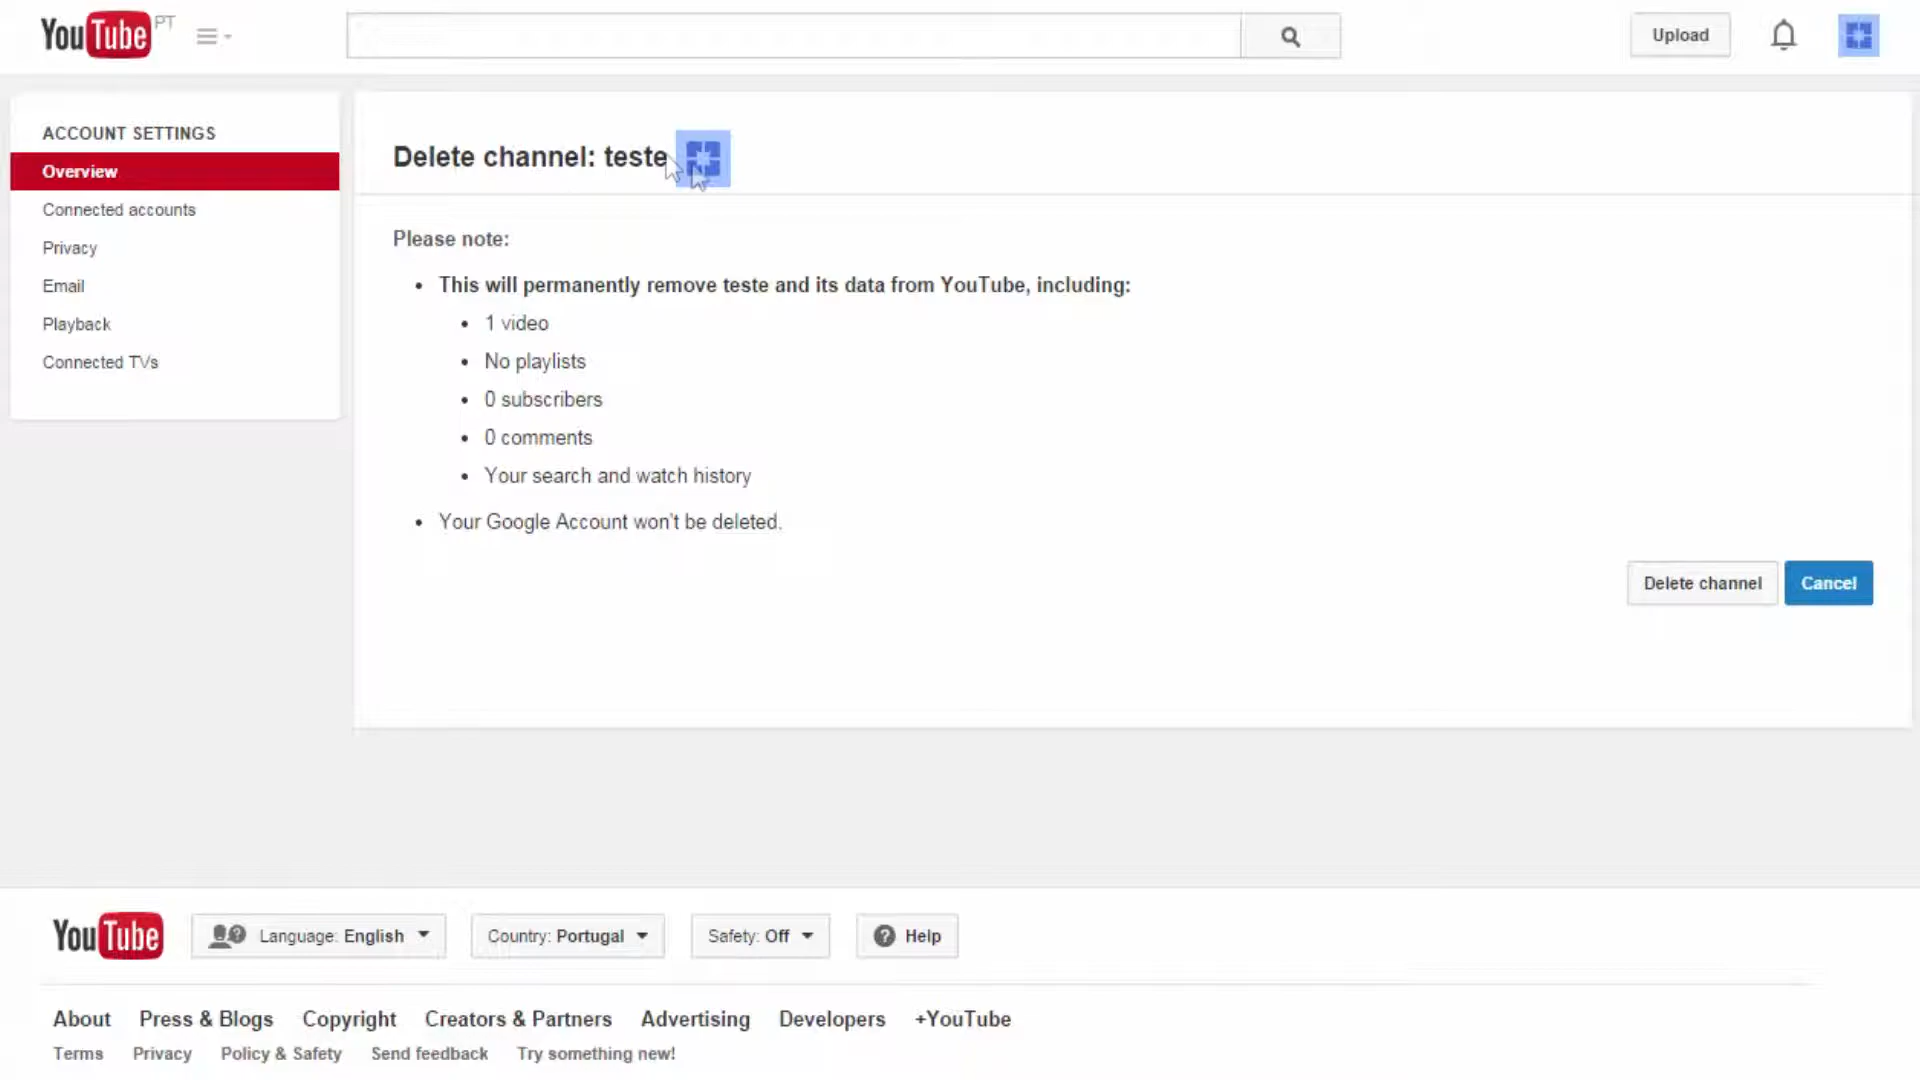 YouTube PT
Upload
ACCOUNT SETTINGS
Overview
Connected accounts
Privacy
Email
Playback
Connected TVs
Delete channel: teste
Please note:
This will permanently remove teste and its data from YouTube, including:
1 video
No playlists
0 subscribers
0 comments
Your search and watch history
Your Google Account won't be deleted.
Delete channel Cancel
YouTube Language: English Country: Portugal Safety: Off Help
About Press & Blogs Copyright Creators & Partners Advertising Developers +YouTube
Terms Privacy Policy & Safety Send feedback Try something new!